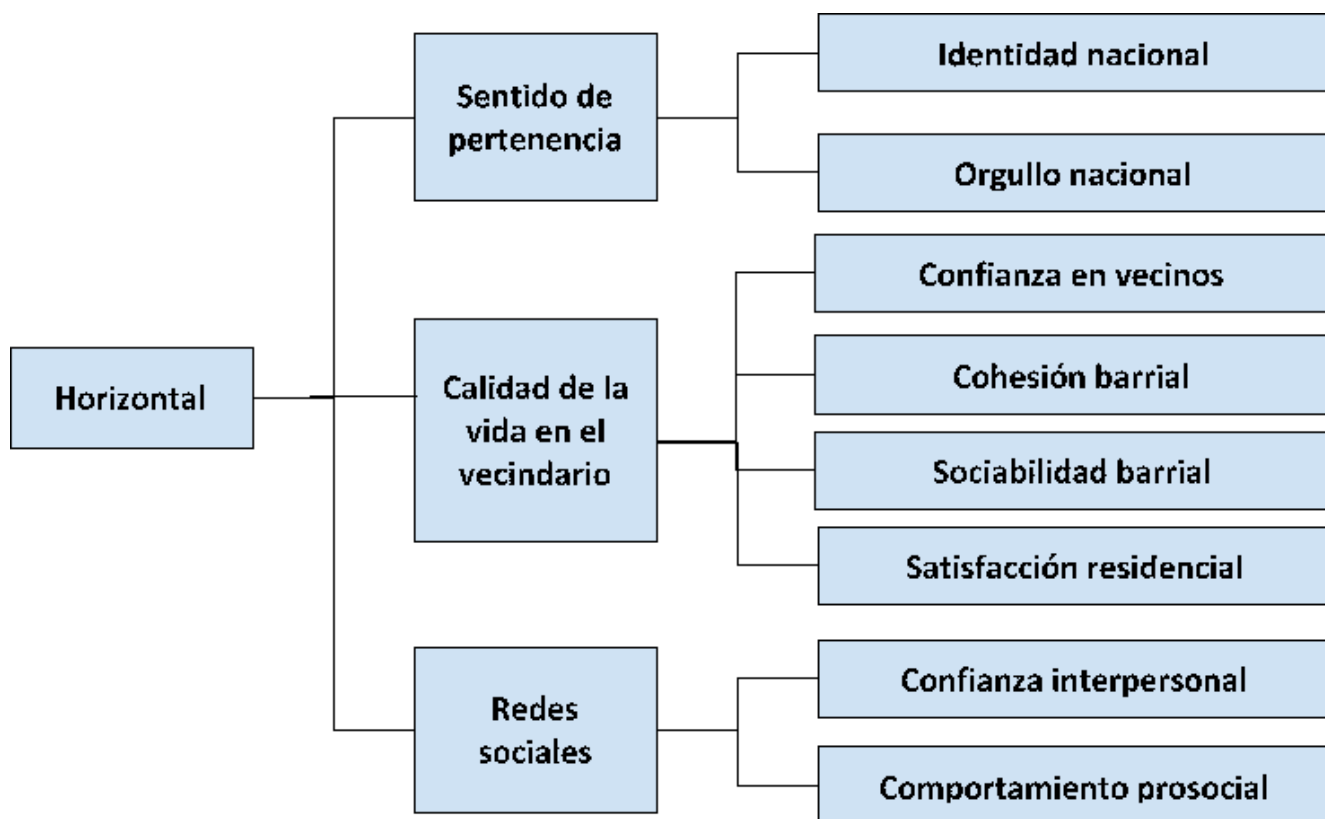 Identidad nacional
Sentido de
pertenencia
Orgullo nacional
Confianza en vecinos
Horizontal
Calidad de la
vida en el
vecindario
Cohesión barrial
Sociabilidad barrial
Satisfacción residencial
Redes
sociales
Confianza interpersonal
Comportamiento prosocial